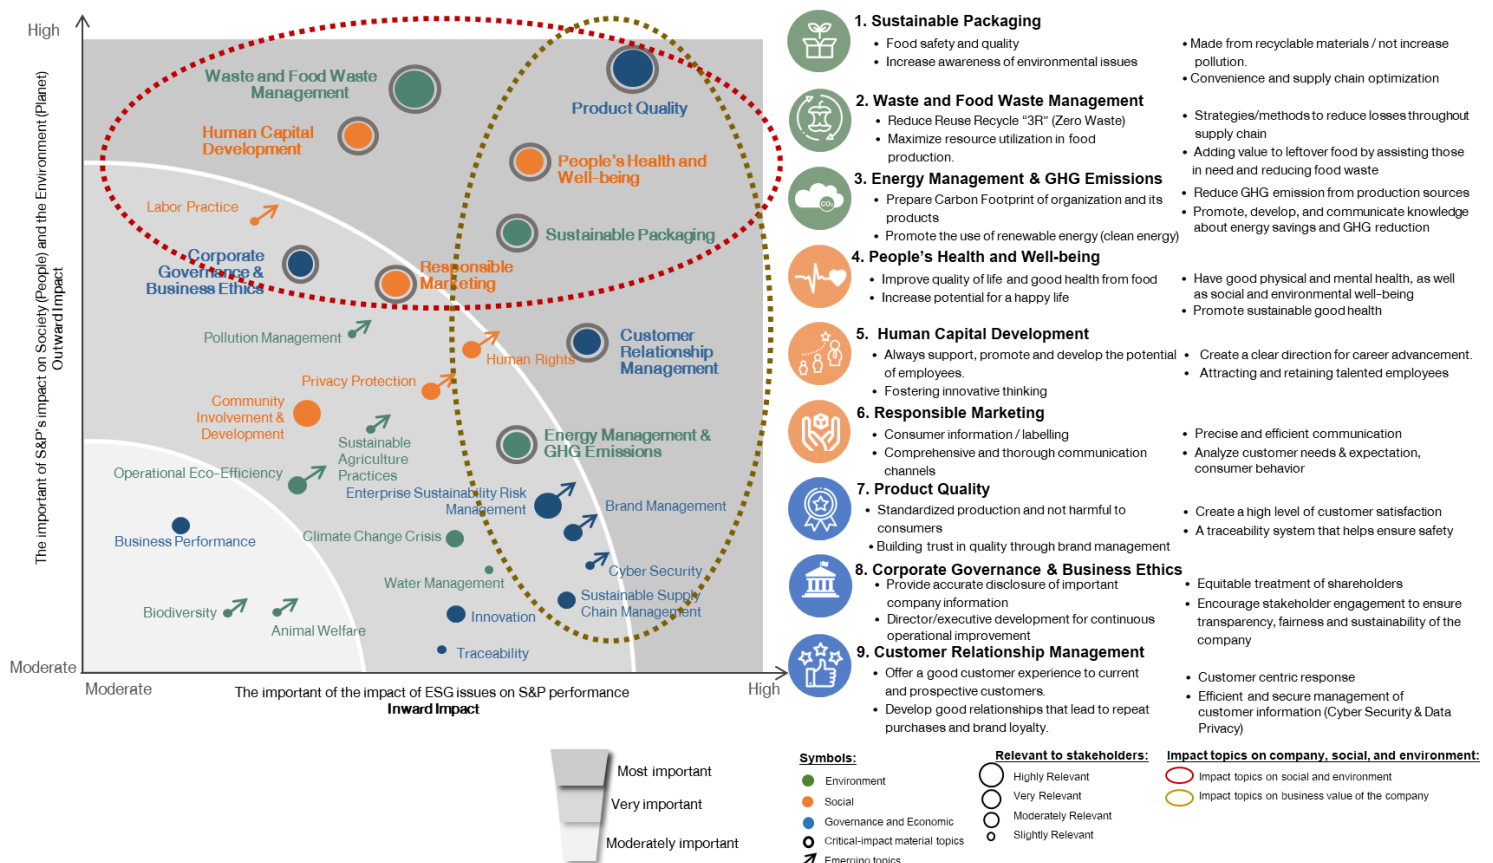 High
The important of S&P's impact on Society (People) and the Environment (Planet)
Outward Impact
Moderate
Waste and Food Waste
Management
Product Quality
Human Capital
Development
People's Health and
Well-being
Labor Practice
Sustainable Packaging
Corporate
Governance &
Business Ethics
Responsible
Marketing
Pollution Management
Human Rights
Customer
Relationship
Management
Privacy Protection
Community
Involvement &
Development
Sustainable
Agriculture
Practices
Energy Management &
GHG Emissions
Operational Eco-Efficiency
Enterprise Sustainability Risk
Management
Brand Management
Business Performance
Climate Change Crisis
Water Management
Cyber Security
Sustainable Supply
Chain Management
Biodiversity
Animal Welfare
Innovation
Traceability
Moderate
The important of the impact of ESG issues on S&P performance
Inward Impact
High
Most important
Very important
Moderately important
1. Sustainable Packaging
• Food safety and quality
• Increase awareness of environmental issues
• Made from recyclable materials / not increase
pollution.
• Convenience and supply chain optimization
2. Waste and Food Waste Management
• Reduce Reuse Recycle "3R" (Zero Waste)
• Maximize resource utilization in food
production.
• Strategies/methods to reduce losses throughout
supply chain
• Adding value to leftover food by assisting those
in need and reducing food waste
CO₂
3. Energy Management & GHG Emissions
• Prepare Carbon Footprint of organization and its
products
• Promote the use of renewable energy (clean energy)
• Reduce GHG emission from production sources
• Promote, develop, and communicate knowledge
about energy savings and GHG reduction
4. People's Health and Well-being
• Improve quality of life and good health from food
• Increase potential for a happy life
• Have good physical and mental health, as well
as social and environmental well-being
• Promote sustainable good health
5. Human Capital Development
• Always support, promote and develop the potential
of employees.
• Fostering innovative thinking
• Create a clear direction for career advancement.
• Attracting and retaining talented employees
6. Responsible Marketing
• Consumer information / labelling
• Comprehensive and thorough communication
channels
• Precise and efficient communication
• Analyze customer needs & expectation,
consumer behavior
7. Product Quality
• Standardized production and not harmful to
consumers
• Building trust in quality through brand management
• Create a high level of customer satisfaction
• A traceability system that helps ensure safety
8. Corporate Governance & Business Ethics
• Provide accurate disclosure of important
company information
• Director/executive development for continuous
operational improvement
• Equitable treatment of shareholders
• Encourage stakeholder engagement to ensure
transparency, fairness and sustainability of the
company
9. Customer Relationship Management
• Offer a good customer experience to current
and prospective customers.
• Develop good relationships that lead to repeat
purchases and brand loyalty.
• Customer centric response
• Efficient and secure management of
customer information (Cyber Security & Data
Privacy)
Symbols:
Environment
Social
Governance and Economic
Critical-impact material topics
Emerging topics
Relevant to stakeholders:
Highly Relevant
Very Relevant
Moderately Relevant
Slightly Relevant
Impact topics on company, social, and environment:
Impact topics on social and environment
Impact topics on business value of the company